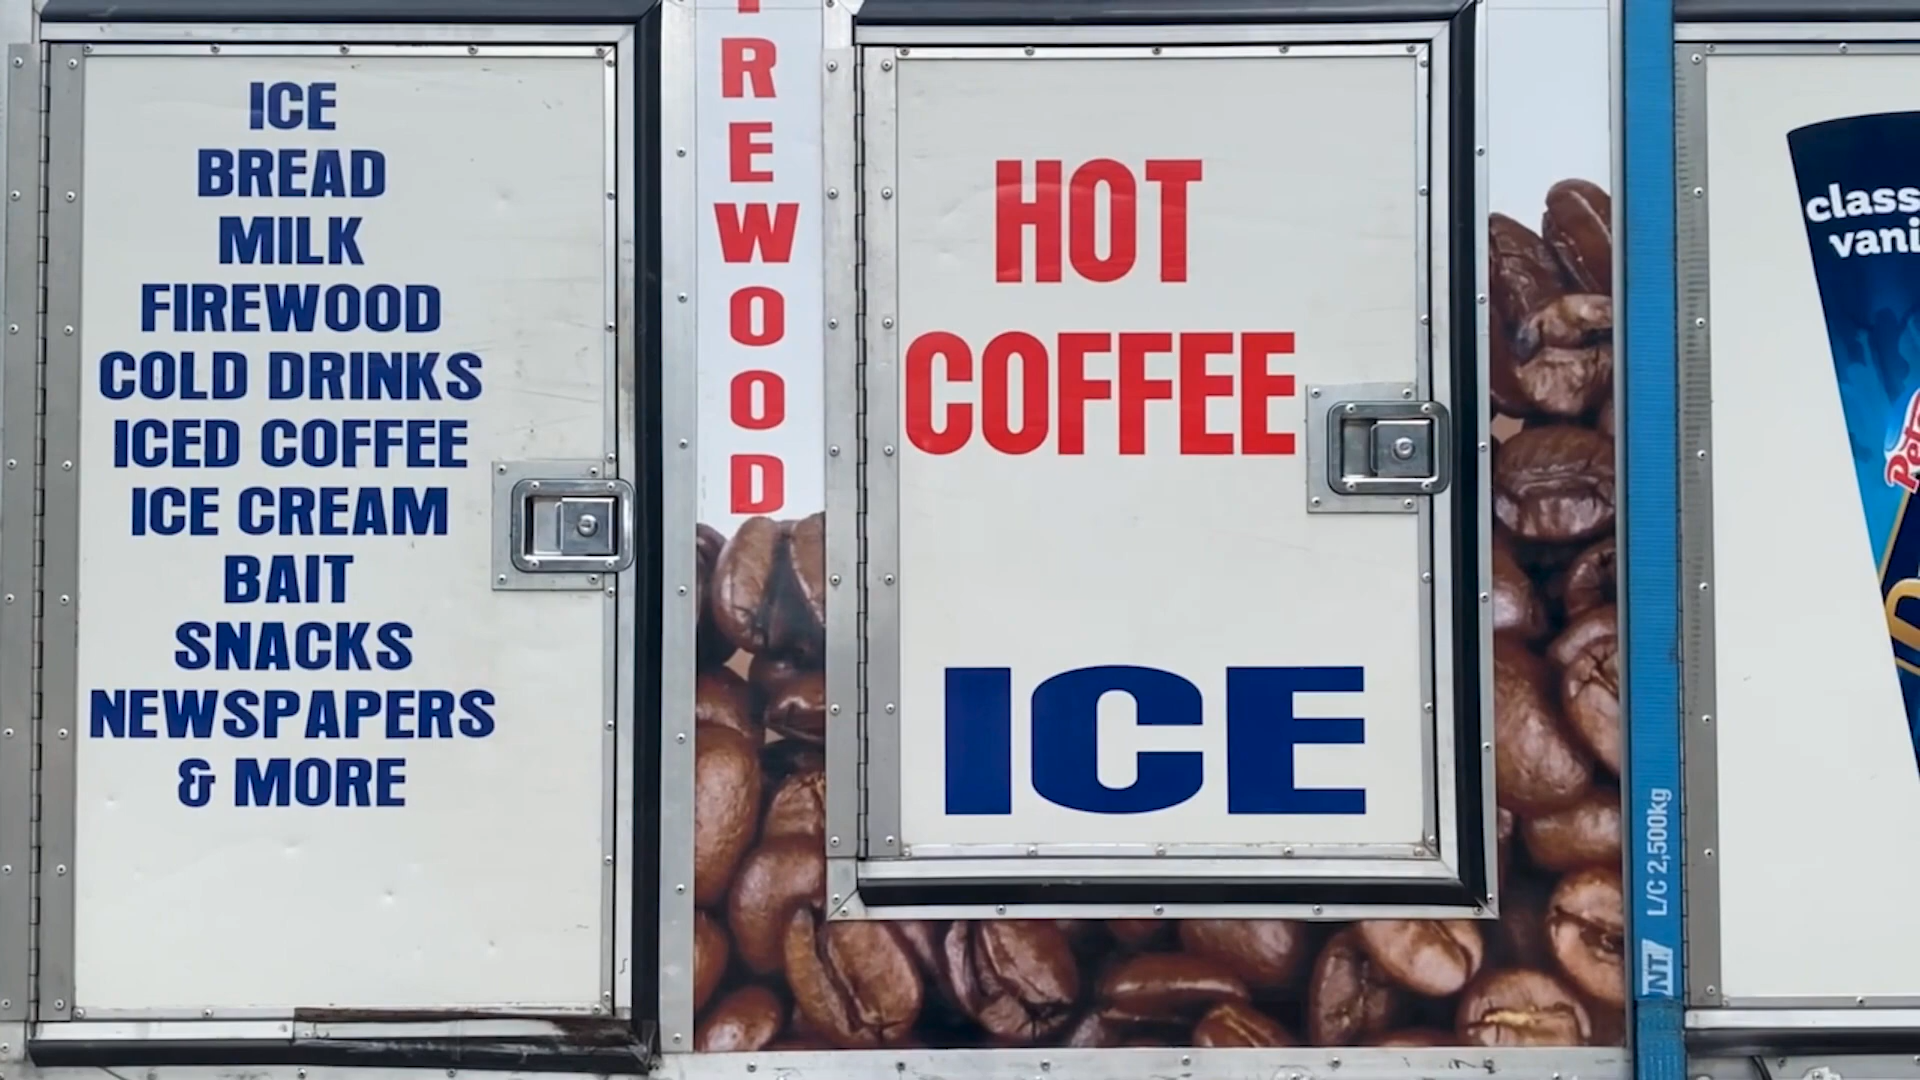 ICE
BREAD
MILK
FIREWOOD
COLD DRINKS
ICED COFFEE
ICE CREAM
BAIT
SNACKS
NEWSPAPERS
& MORE
REWOOD
HOT
COFFEE
ICE
L/C 2,500kg
class
vani
Pet